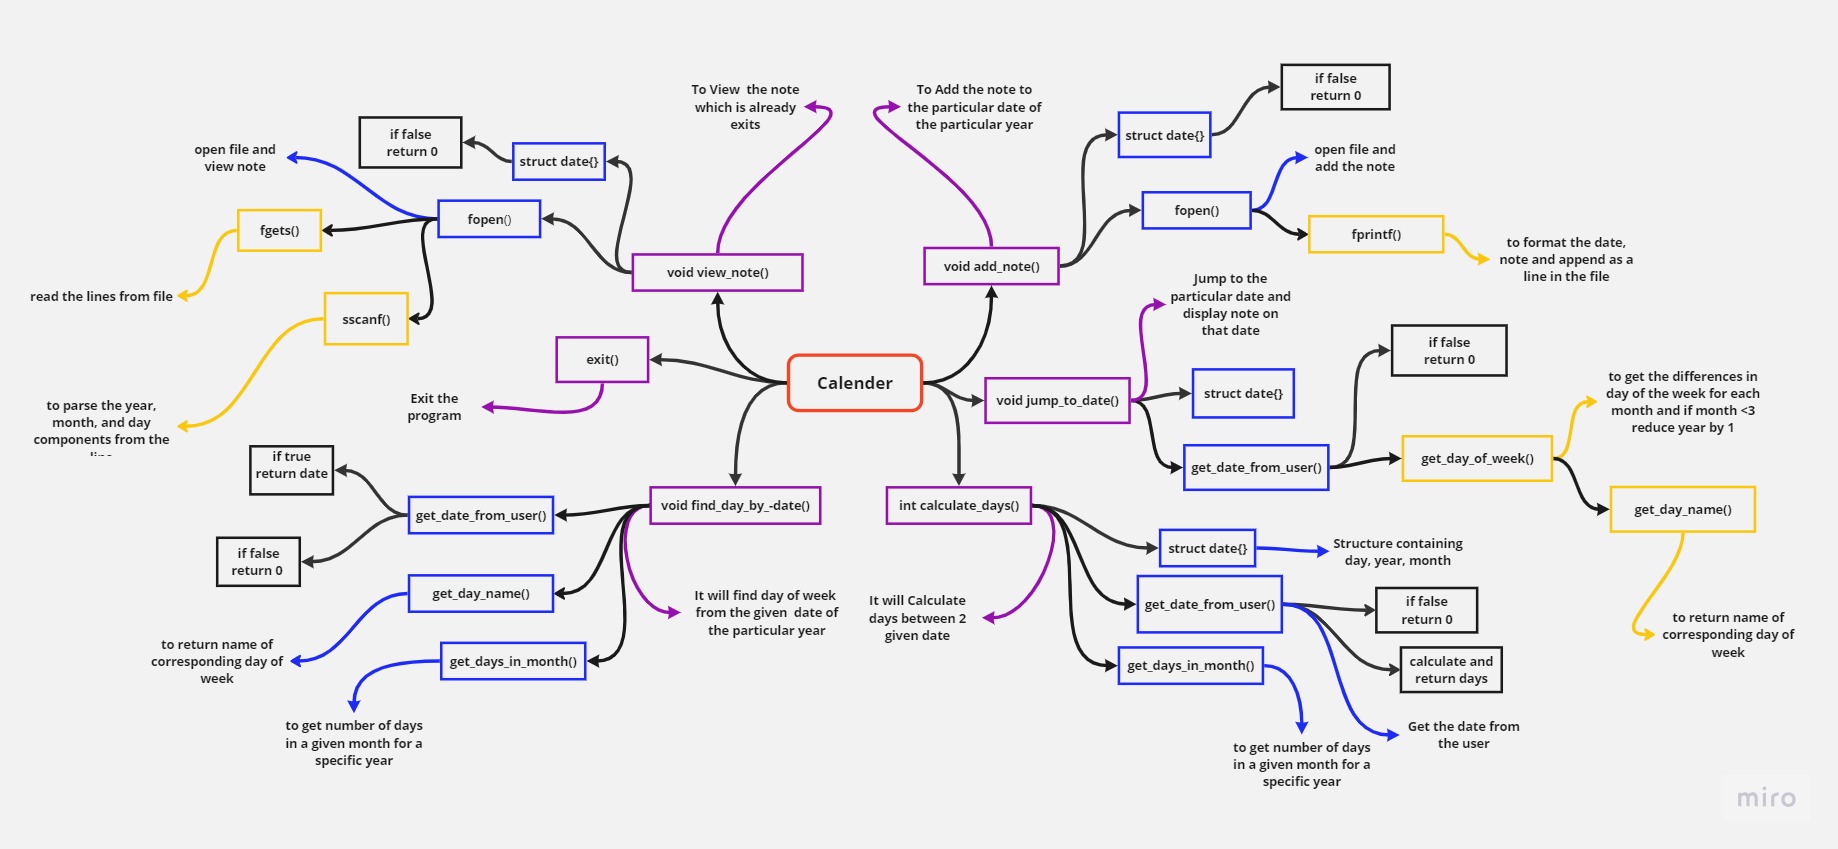 To View the note
which is already
exits
To Add the note to
the particular date of
the particular year
if false
return 0
struct date{}
open file and
add the note
fopen()
fprintf()
to format the date,
note and append as a
line in the file
void add_note()
if false
return 0
struct date{}
open file and
view note
fopen()
fgets()
read the lines from file
sscanf()
to parse the year,
month, and day
components from the
line
void view_note()
exit()
Exit the
program
Calender
Jump to the
particular date and
display note on
that date
void jump_to_date()
struct date{}
if false
return 0
get_date_from_user()
get_day_of_week()
to get the differences in
day of the week for each
month and if month <3
reduce year by 1
get_day_name()
to return name of
corresponding day of
week
if true
return date
get_date_from_user()
if false
return 0
void find_day_by_-date()
get_day_name()
to return name of
corresponding day of
week
get_days_in_month()
to get number of days
in a given month for a
specific year
It will find day of week
from the given date of
the particular year
int calculate_days()
It will Calculate
days between 2
given date
struct date{}
Structure containing
day, year, month
get_date_from_user()
if false
return 0
calculate and
return days
Get the date from
the user
get_days_in_month()
to get number of days
in a given month for a
specific year
miro